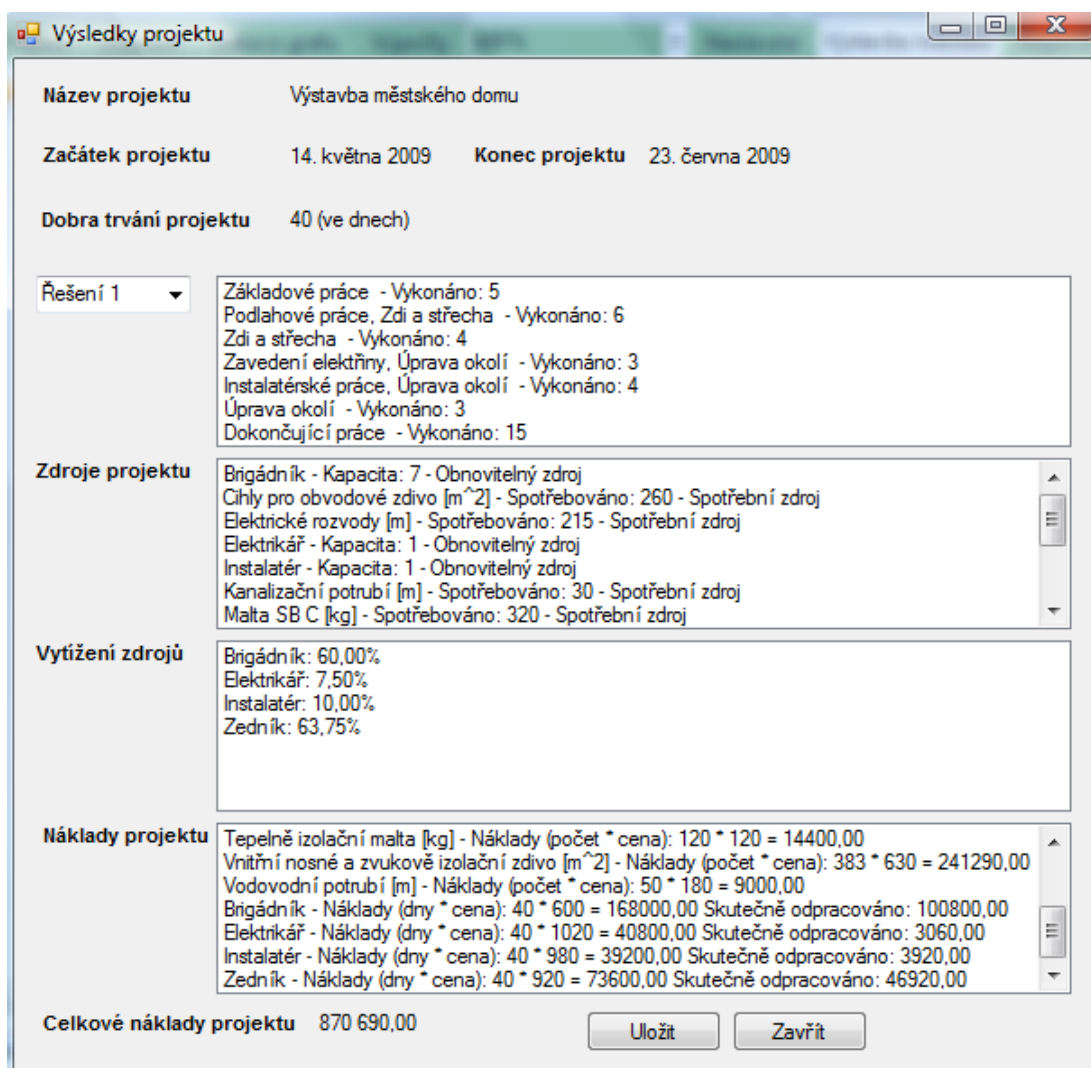 Výsledky projektu
Název projektu Výstavba městského domu
Začátek projektu 14. května 2009 Konec projektu 23. června 2009
Dobra trvání projektu 40 (ve dnech)
Řešení 1
Základové práce - Vykonáno: 5
Podlahové práce, Zdi a střecha - Vykonáno: 6
Zdi a střecha - Vykonáno: 4
Zavedení elektřiny, Úprava okolí - Vykonáno: 3
Instalatérské práce, Úprava okolí - Vykonáno: 4
Úprava okolí - Vykonáno: 3
Dokončující práce - Vykonáno: 15
Zdroje projektu
Brigádník - Kapacita: 7 - Obnovitelný zdroj
Cihly pro obvodové zdivo [m^2] - Spotřebováno: 260 - Spotřební zdroj
Elektrické rozvody [m] - Spotřebováno: 215 - Spotřební zdroj
Elektrikář - Kapacita: 1 - Obnovitelný zdroj
Instalatér - Kapacita: 1 - Obnovitelný zdroj
Kanalizační potrubí [m] - Spotřebováno: 30 - Spotřební zdroj
Malta SB C [kg] - Spotřebováno: 320 - Spotřební zdroj
Vytížení zdrojů
Brigádník: 60,00%
Elektrikář: 7,50%
Instalatér: 10,00%
Zedník: 63,75%
Náklady projektu
Tepelně izolační malta [kg] - Náklady (počet * cena): 120 * 120 = 14400,00
Vnitřní nosné a zvukově izolační zdivo [m^2] - Náklady (počet * cena): 383 * 630 = 241290,00
Vodovodní potrubí [m] - Náklady (počet * cena): 50 * 180 = 9000,00
Brigádník - Náklady (dny * cena): 40 * 600 = 168000,00 Skutečně odpracováno: 100800,00
Elektrikář - Náklady (dny * cena): 40 * 1020 = 40800,00 Skutečně odpracováno: 3060,00
Instalatér - Náklady (dny * cena): 40 * 980 = 39200,00 Skutečně odpracováno: 3920,00
Zedník - Náklady (dny * cena): 40 * 920 = 73600,00 Skutečně odpracováno: 46920,00
Celkové náklady projektu 870 690,00
Uložit Zavřít